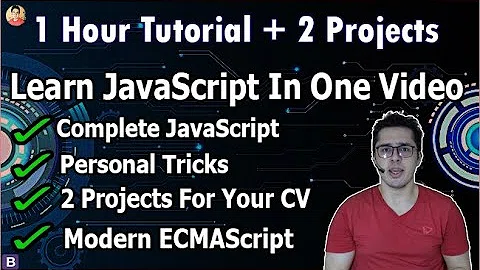 1 Hour Tutorial + 2 Projects
Learn JavaScript In One Video
Complete JavaScript
Personal Tricks
2 Projects For Your CV
Modern ECMAScript
B